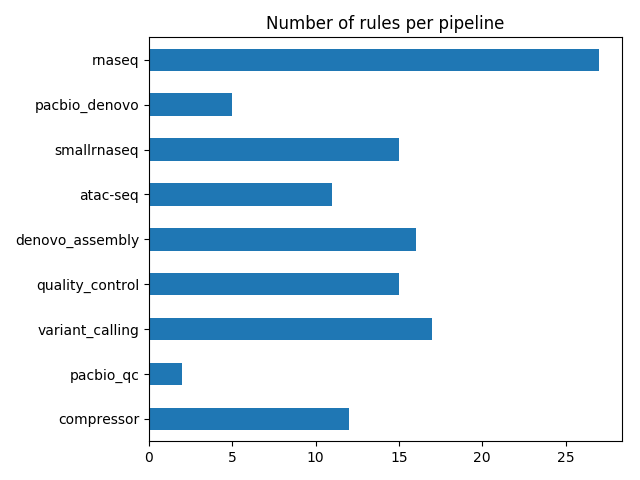 Number of rules per pipeline
rnaseq
pacbio_denovo
smallrnaseq
atac-seq
denovo_assembly
quality_control
variant_calling
pacbio_qc
compressor
0 5 10 15 20 25